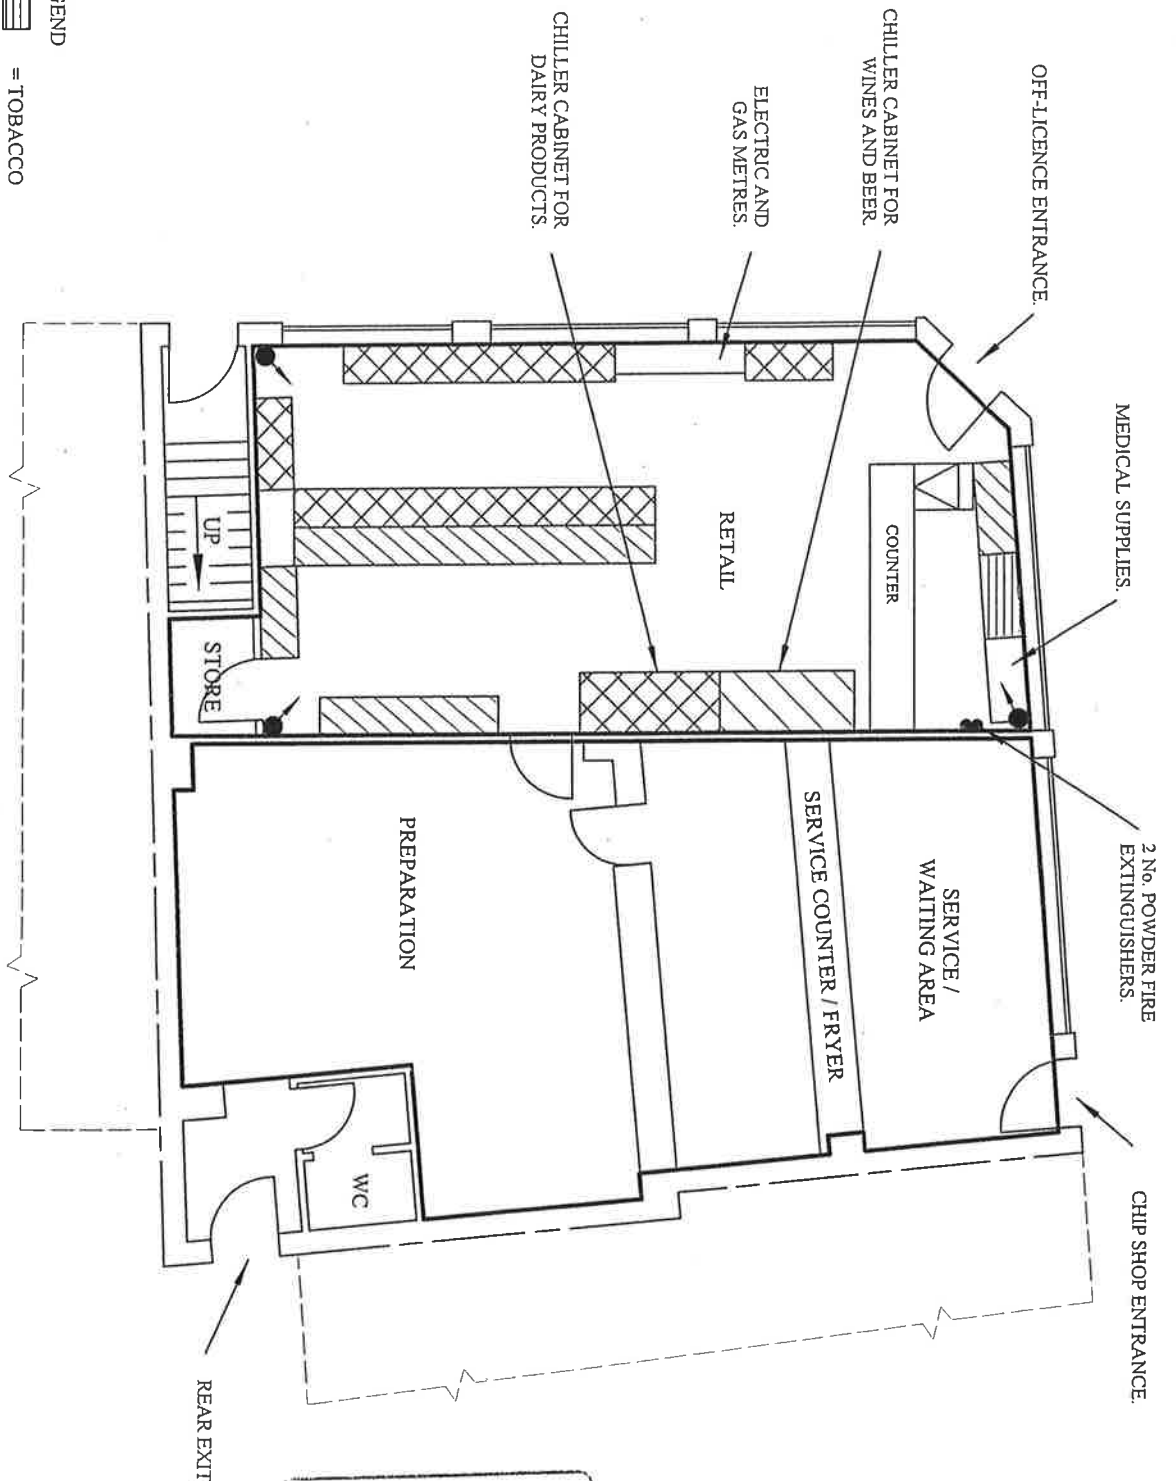 OFF-LICENCE ENTRANCE.
MEDICAL SUPPLIES.
2 No. POWDER FIRE
EXTINGUISHERS.
CHIP SHOP ENTRANCE.
CHILLER CABINET FOR
WINES AND BEER.
ELECTRIC AND
GAS METRES.
CHILLER CABINET FOR
DAIRY PRODUCTS.
COUNTER
RETAIL
SERVICE /
WAITING AREA
SERVICE COUNTER / FRYER
PREPARATION
UP
STORE
WC
REAR EXIT
GEND
= TOBACCO